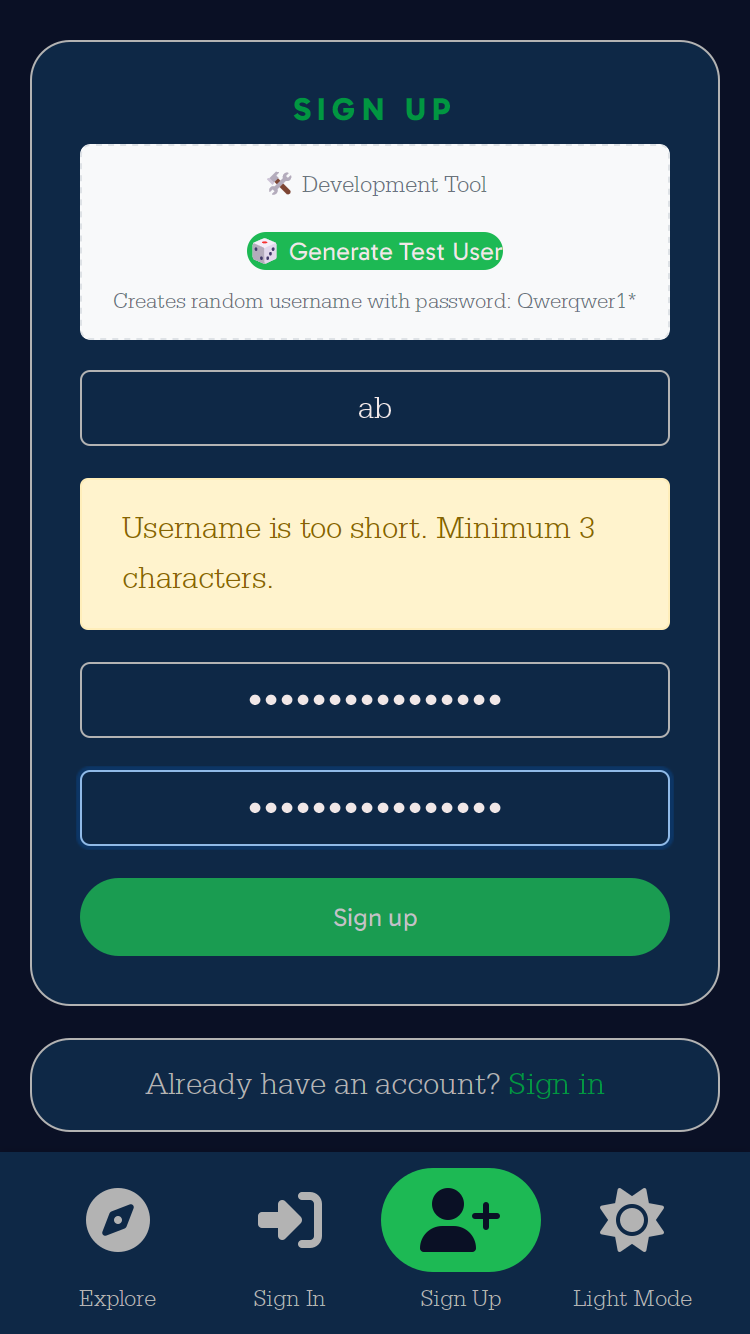 SIGN UP
🛠️ Development Tool
🎲 Generate Test User
Creates random username with password: Qwerqwer1*
ab
Username is too short. Minimum 3
characters.
••••••••••••••••
••••••••••••••••
Sign up
Already have an account? Sign in
Explore
Sign In
Sign Up
Light Mode